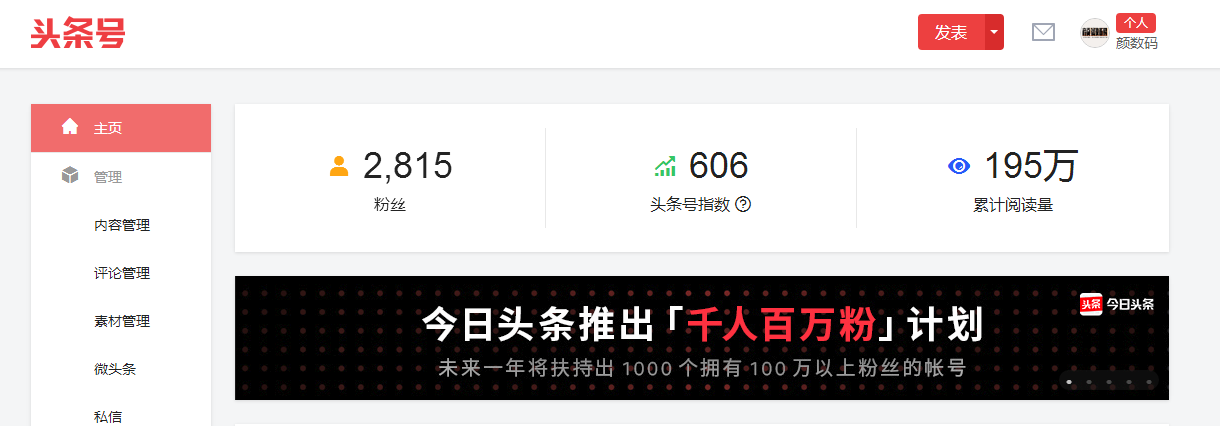 头条号
发表
个人
颜数码
主页
管理
内容管理
评论管理
素材管理
微头条
私信
2,815
粉丝
606
头条号指数
195万
累计阅读量
头条 今日头条
今日头条推出「千人百万粉」计划
未来一年将扶持出 1000 个拥有 100 万以上粉丝的帐号